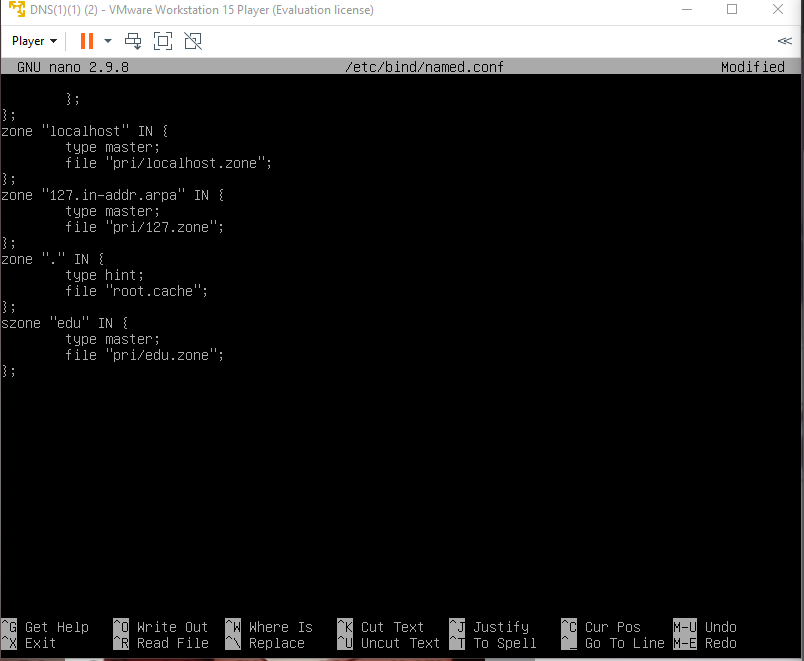 DNS(1)(1) (2) - VMware Workstation 15 Player (Evaluation license)
Player
GNU nano 2.9.8 /etc/bind/named.conf Modified
};
};
zone "localhost" IN {
type master;
file "pri/localhost.zone";
};
zone "127.in-addr.arpa" IN {
type master;
file "pri/127.zone";
};
zone "." IN {
type hint;
file "root.cache";
};
szone "edu" IN {
type master;
file "pri/edu.zone";
};
^G Get Help ^O Write Out ^W Where Is ^K Cut Text ^J Justify ^C Cur Pos M-U Undo
^X Exit ^R Read File ^\ Replace ^U Uncut Text ^T To Spell ^_ Go To Line M-E Redo